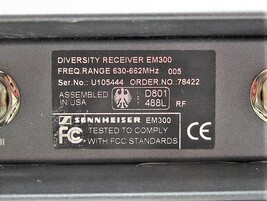 DIVERSITY RECEIVER EM300
FREQ.RANGE 630-662MHz 005
Ser.No.: U105444 ORDER.NO:78422
ASSEMBLED IN USA
D801
488L RF
SENNHEISER EM300
FC TESTED TO COMPLY
WITH FCC STANDARDS
CE